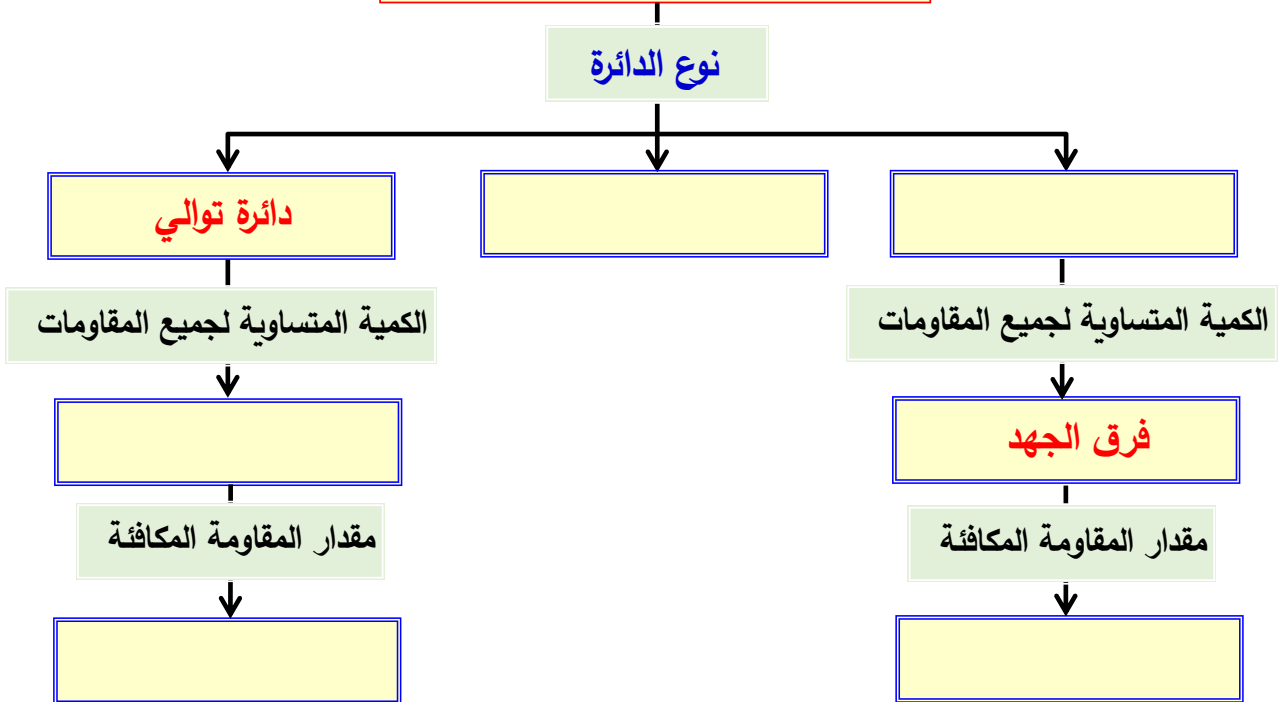 نوع الدائرة
دائرة توالي
الكمية المتساوية لجميع المقاومات
الكمية المتساوية لجميع المقاومات
فرق الجهد
مقدار المقاومة المكافئة
مقدار المقاومة المكافئة